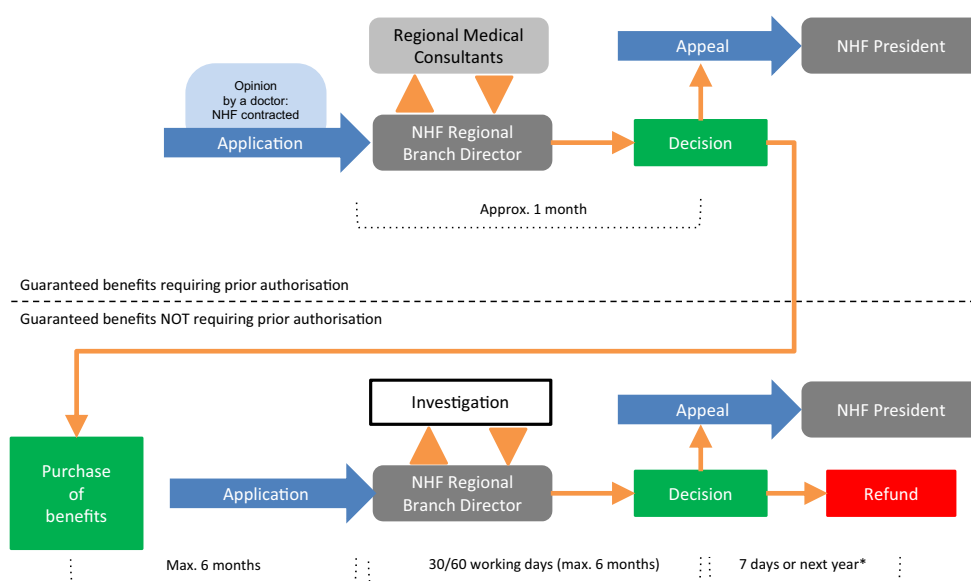 Regional Medical
Consultants
Appeal
NHF President
Opinion
by a doctor:
NHF contracted
Application
NHF Regional
Branch Director
Decision
Approx. 1 month
Guaranteed benefits requiring prior authorisation
Guaranteed benefits NOT requiring prior authorisation
Investigation
Appeal
NHF President
Purchase
of
benefits
Application
NHF Regional
Branch Director
Decision
Refund
Max. 6 months
30/60 working days (max. 6 months)
7 days or next year*